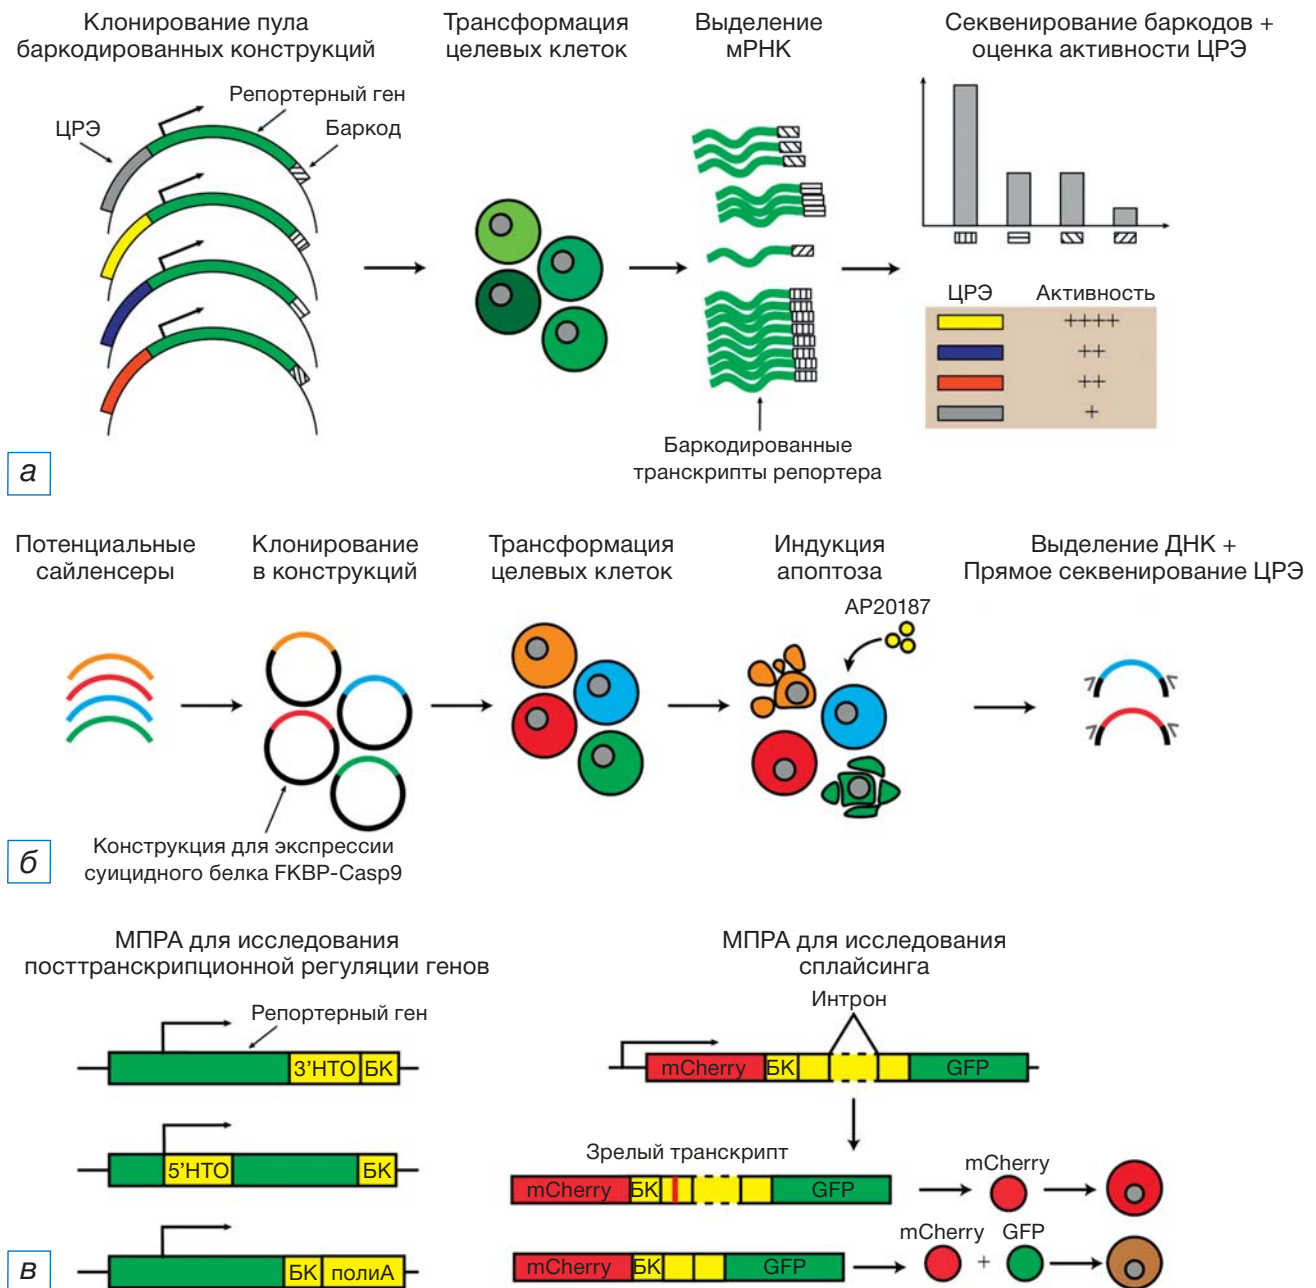 Клонирование пула
баркодированных конструкций
Трансформация
целевых клеток
Выделение
мРНК
Секвенирование баркодов +
оценка активности ЦРЭ
Репортерный ген
ЦРЭ
Баркод
ЦРЭ Активность
++++
++
++
+
Баркодированные
транскрипты репортера
а
Потенциальные
сайленсеры
Клонирование
в конструкций
Трансформация
целевых клеток
Индукция
апоптоза
Выделение ДНК +
Прямое секвенирование ЦРЭ
AP20187
Конструкция для экспрессии
суицидного белка FKBP-Casp9
б
МПРА для исследования
посттранскрипционной регуляции генов
Репортерный ген
3’НТО БК
5’НТО БК
БК полиА
МПРА для исследования
сплайсинга
Интрон
mCherry БК GFP
Зрелый транскрипт
mCherry БК GFP
mCherry
mCherry БК GFP
mCherry GFP
+
в